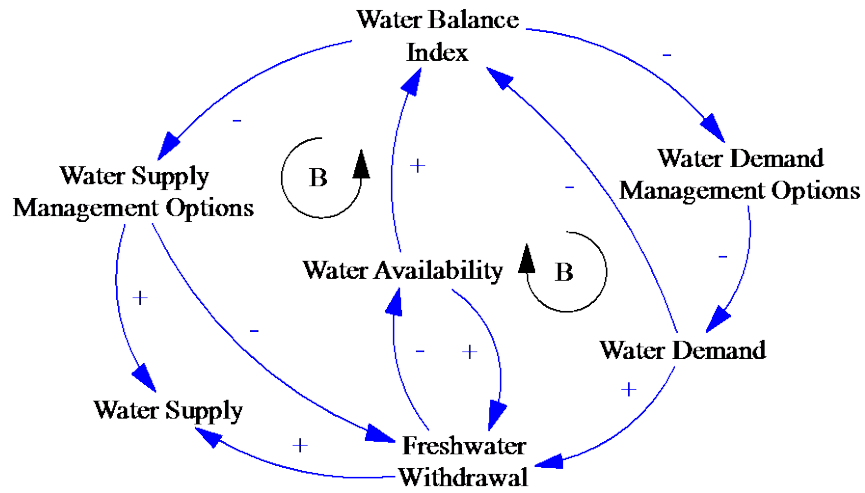 Water Balance
Index
-
-
Water Supply
Management Options
B
+
-
Water Demand
Management Options
Water Availability
B
-
+
-
-
+
Water Demand
+
Water Supply
+
Freshwater
Withdrawal